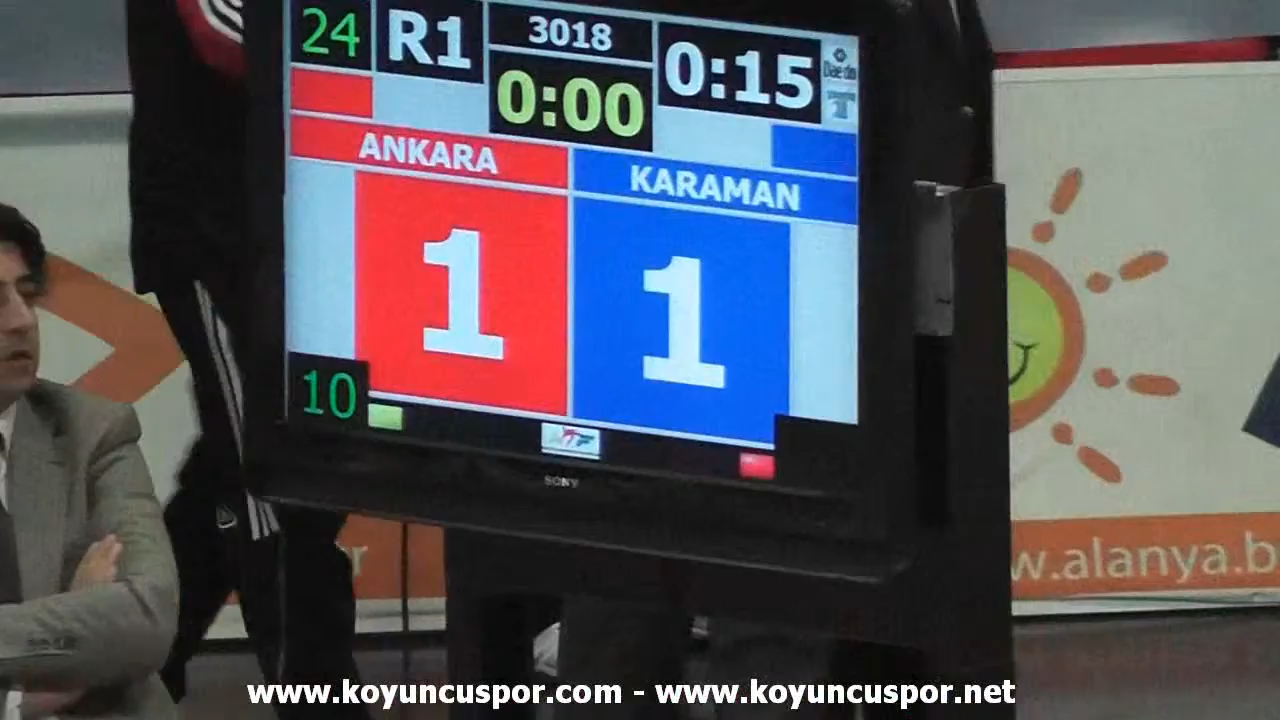 24 R1 3018 0:15
Daedo
0:00
ANKARA KARAMAN
1 1
10
SONY
w.alanya.b
www.koyuncuspor.com - www.koyuncuspor.net